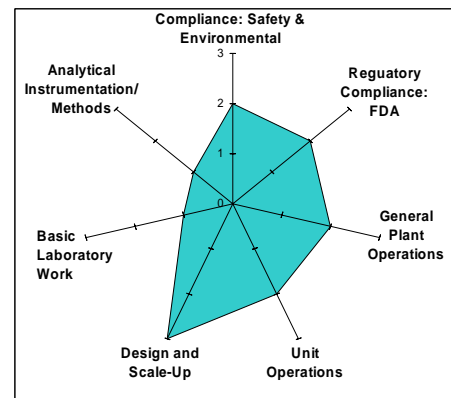 Compliance: Safety &
Environmental
3
Analytical
Instrumentation/
Methods
Reguatory
Compliance:
FDA
2
1
0
Basic
Laboratory
Work
General
Plant
Operations
Design and
Scale-Up
Unit
Operations